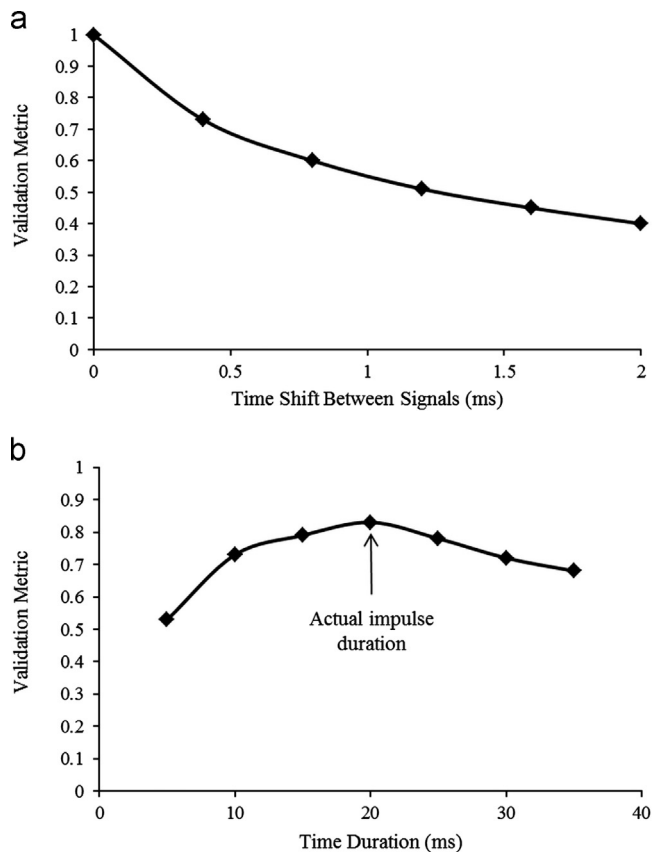 a
1
0.9
0.8
0.7
0.6
0.5
0.4
0.3
0.2
0.1
0
Validation Metric
0 0.5 1 1.5 2
Time Shift Between Signals (ms)
b
1
0.9
0.8
0.7
0.6
0.5
0.4
0.3
0.2
0.1
0
Validation Metric
Actual impulse
duration
0 10 20 30 40
Time Duration (ms)